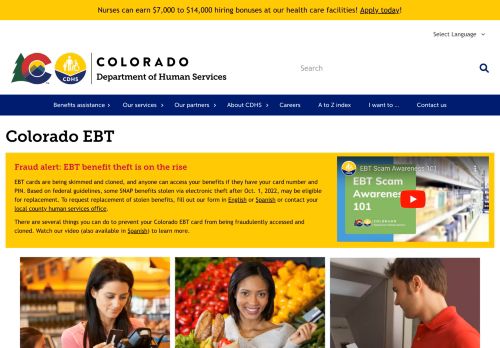 Nurses can earn $7,000 to $14,000 hiring bonuses at our health care facilities! Apply today!
Select Language
COLORADO
Department of Human Services
CDHS
Search
Benefits assistance
Our services
Our partners
About CDHS
Careers
A to Z index
I want to ...
Contact us
Colorado EBT
Fraud alert: EBT benefit theft is on the rise
EBT cards are being skimmed and cloned, and anyone can access your benefits if they have your card number and
PIN. Based on federal guidelines, some SNAP benefits stolen via electronic theft after Oct. 1, 2022, may be eligible
for replacement. To request replacement of stolen benefits, fill out our form in English or Spanish or contact your
local county human services office.
There are several things you can do to prevent your Colorado EBT card from being fraudulently accessed and
cloned. Watch our video (also available in Spanish) to learn more.
EBT Scam Awareness 101
EBT Scam
Awareness
101
COLORADO